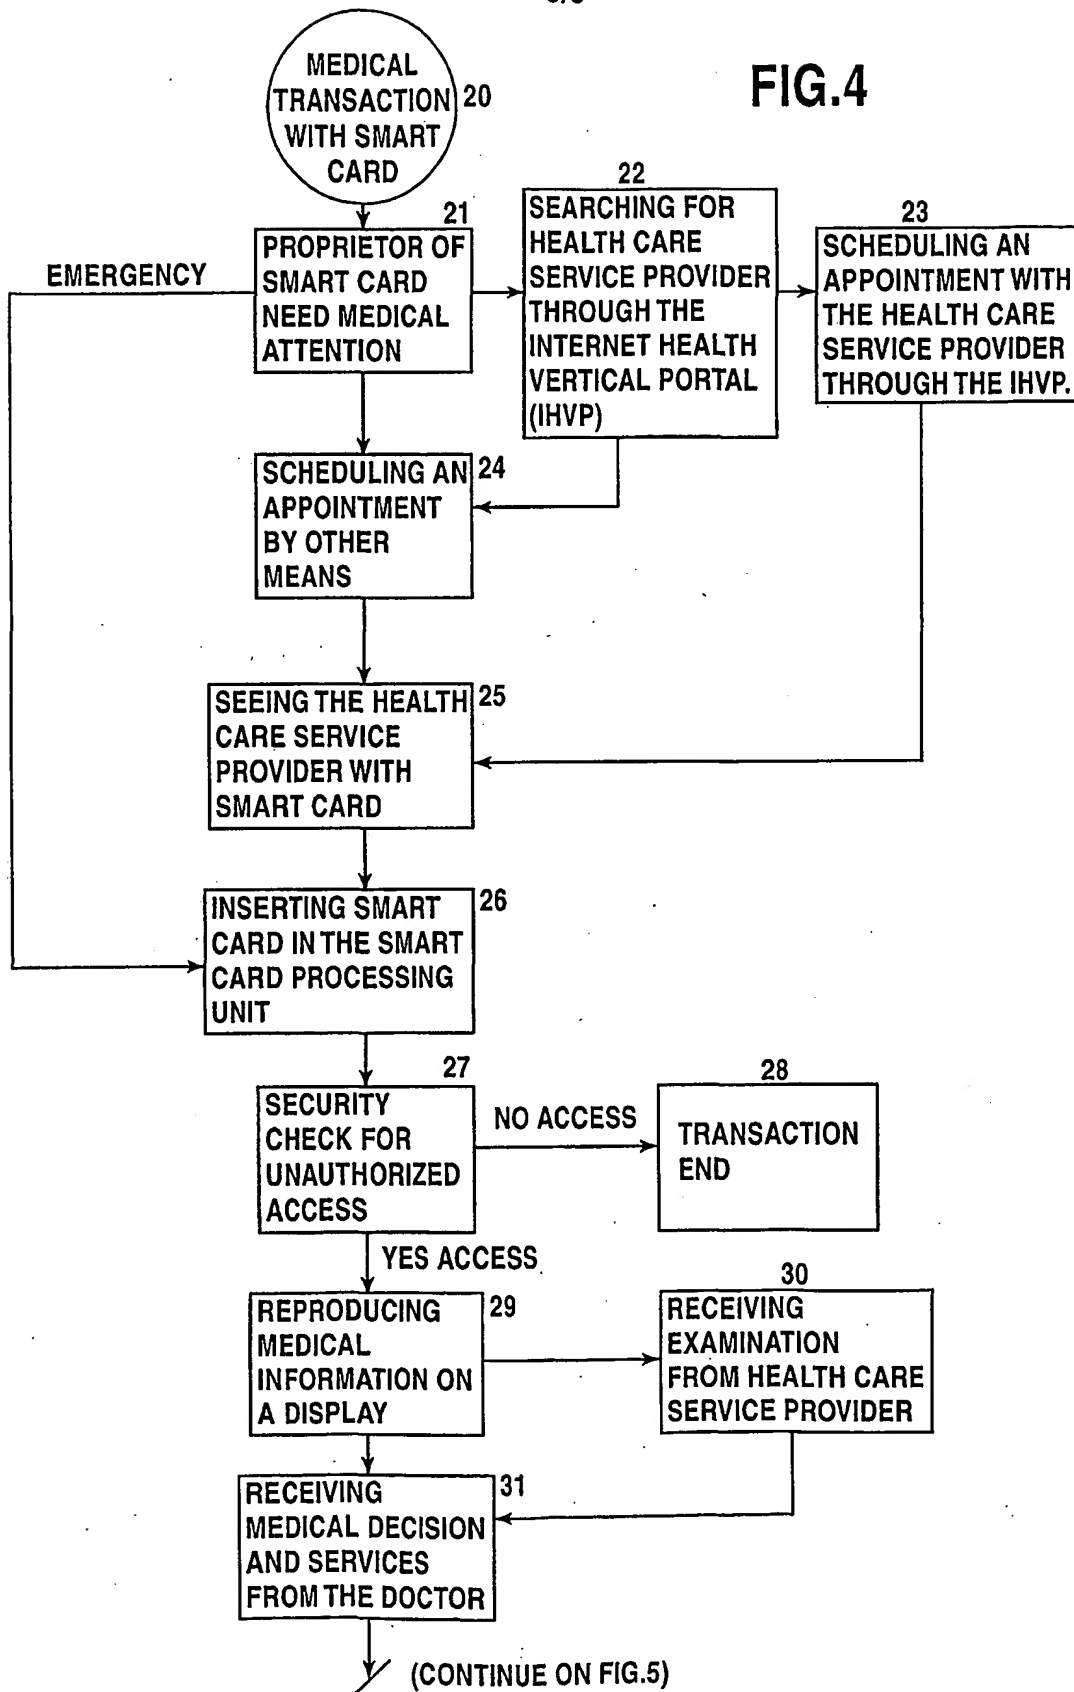 FIG.4
MEDICAL
TRANSACTION
WITH SMART
CARD
20
21
PROPRIETOR OF
SMART CARD
NEED MEDICAL
ATTENTION
EMERGENCY
22
SEARCHING FOR
HEALTH CARE
SERVICE PROVIDER
THROUGH THE
INTERNET HEALTH
VERTICAL PORTAL
(IHVP)
23
SCHEDULING AN
APPOINTMENT WITH
THE HEALTH CARE
SERVICE PROVIDER
THROUGH THE IHVP.
SCHEDULING AN
APPOINTMENT
BY OTHER
MEANS
24
SEEING THE HEALTH
CARE SERVICE
PROVIDER WITH
SMART CARD
25
INSERTING SMART
CARD IN THE SMART
CARD PROCESSING
UNIT
26
27
SECURITY
CHECK FOR
UNAUTHORIZED
ACCESS
NO ACCESS
28
TRANSACTION
END
YES ACCESS
REPRODUCING
MEDICAL
INFORMATION ON
A DISPLAY
29
30
RECEIVING
EXAMINATION
FROM HEALTH CARE
SERVICE PROVIDER
RECEIVING
MEDICAL DECISION
AND SERVICES
FROM THE DOCTOR
31
(CONTINUE ON FIG.5)